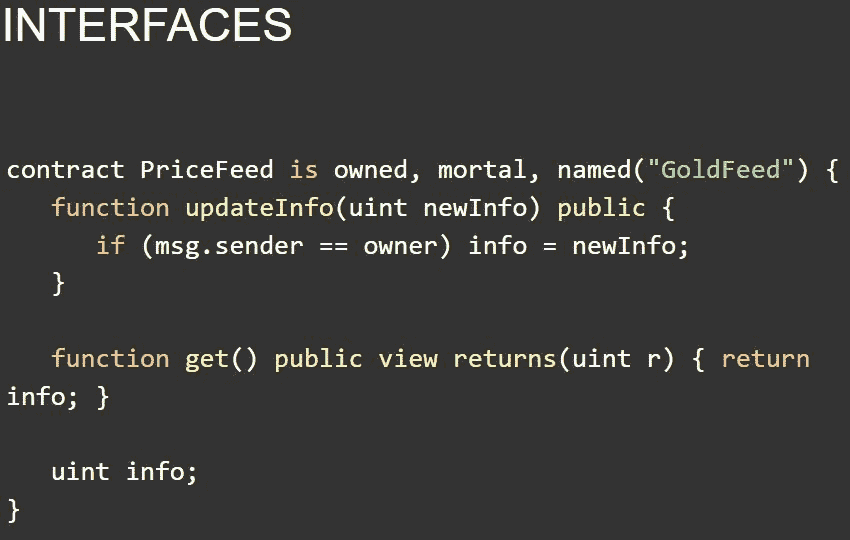 INTERFACES
contract PriceFeed is owned, mortal, named("GoldFeed") {
function updateInfo(uint newInfo) public {
if (msg.sender == owner) info = newInfo;
}
function get() public view returns(uint r) { return
info; }
uint info;
}